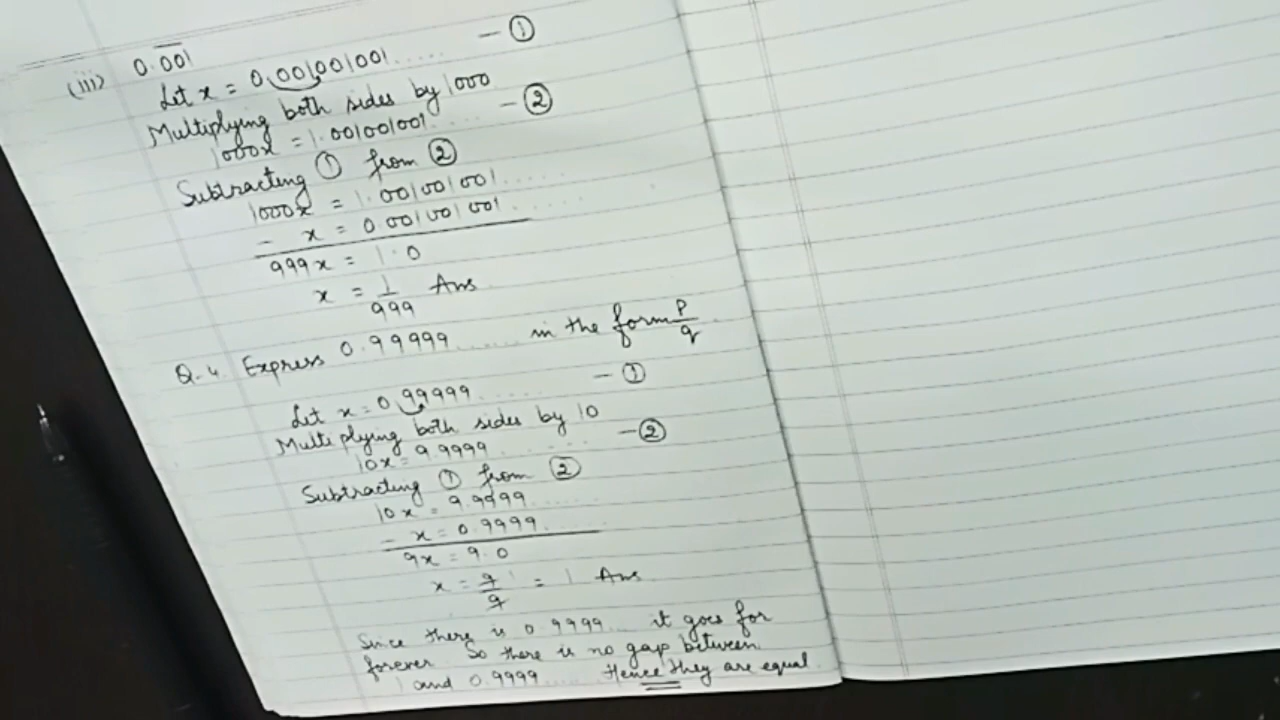 (iii) 0.00̅1̅
Let x = 0.001001001..... — ①
Multiplying both sides by 1000
1000x = 1.001001001..... — ②
Subtracting ① from ②
1000x = 1.001001001.....
- x = 0.001001001.....
999x = 1.0
x = 1/999 Ans
Q.4. Express 0.99999...... in the form p/q
Let x = 0.99999....... — ①
Multiplying both sides by 10
10x = 9.9999....... — ②
Subtracting ① from ②
10x = 9.9999.....
- x = 0.9999.....
9x = 9.0
x = 9/9 1 = 1 Ans
Since there is 0.9999.... it goes for
forever. So there is no gap between
1 and 0.9999..... Hence they are equal.